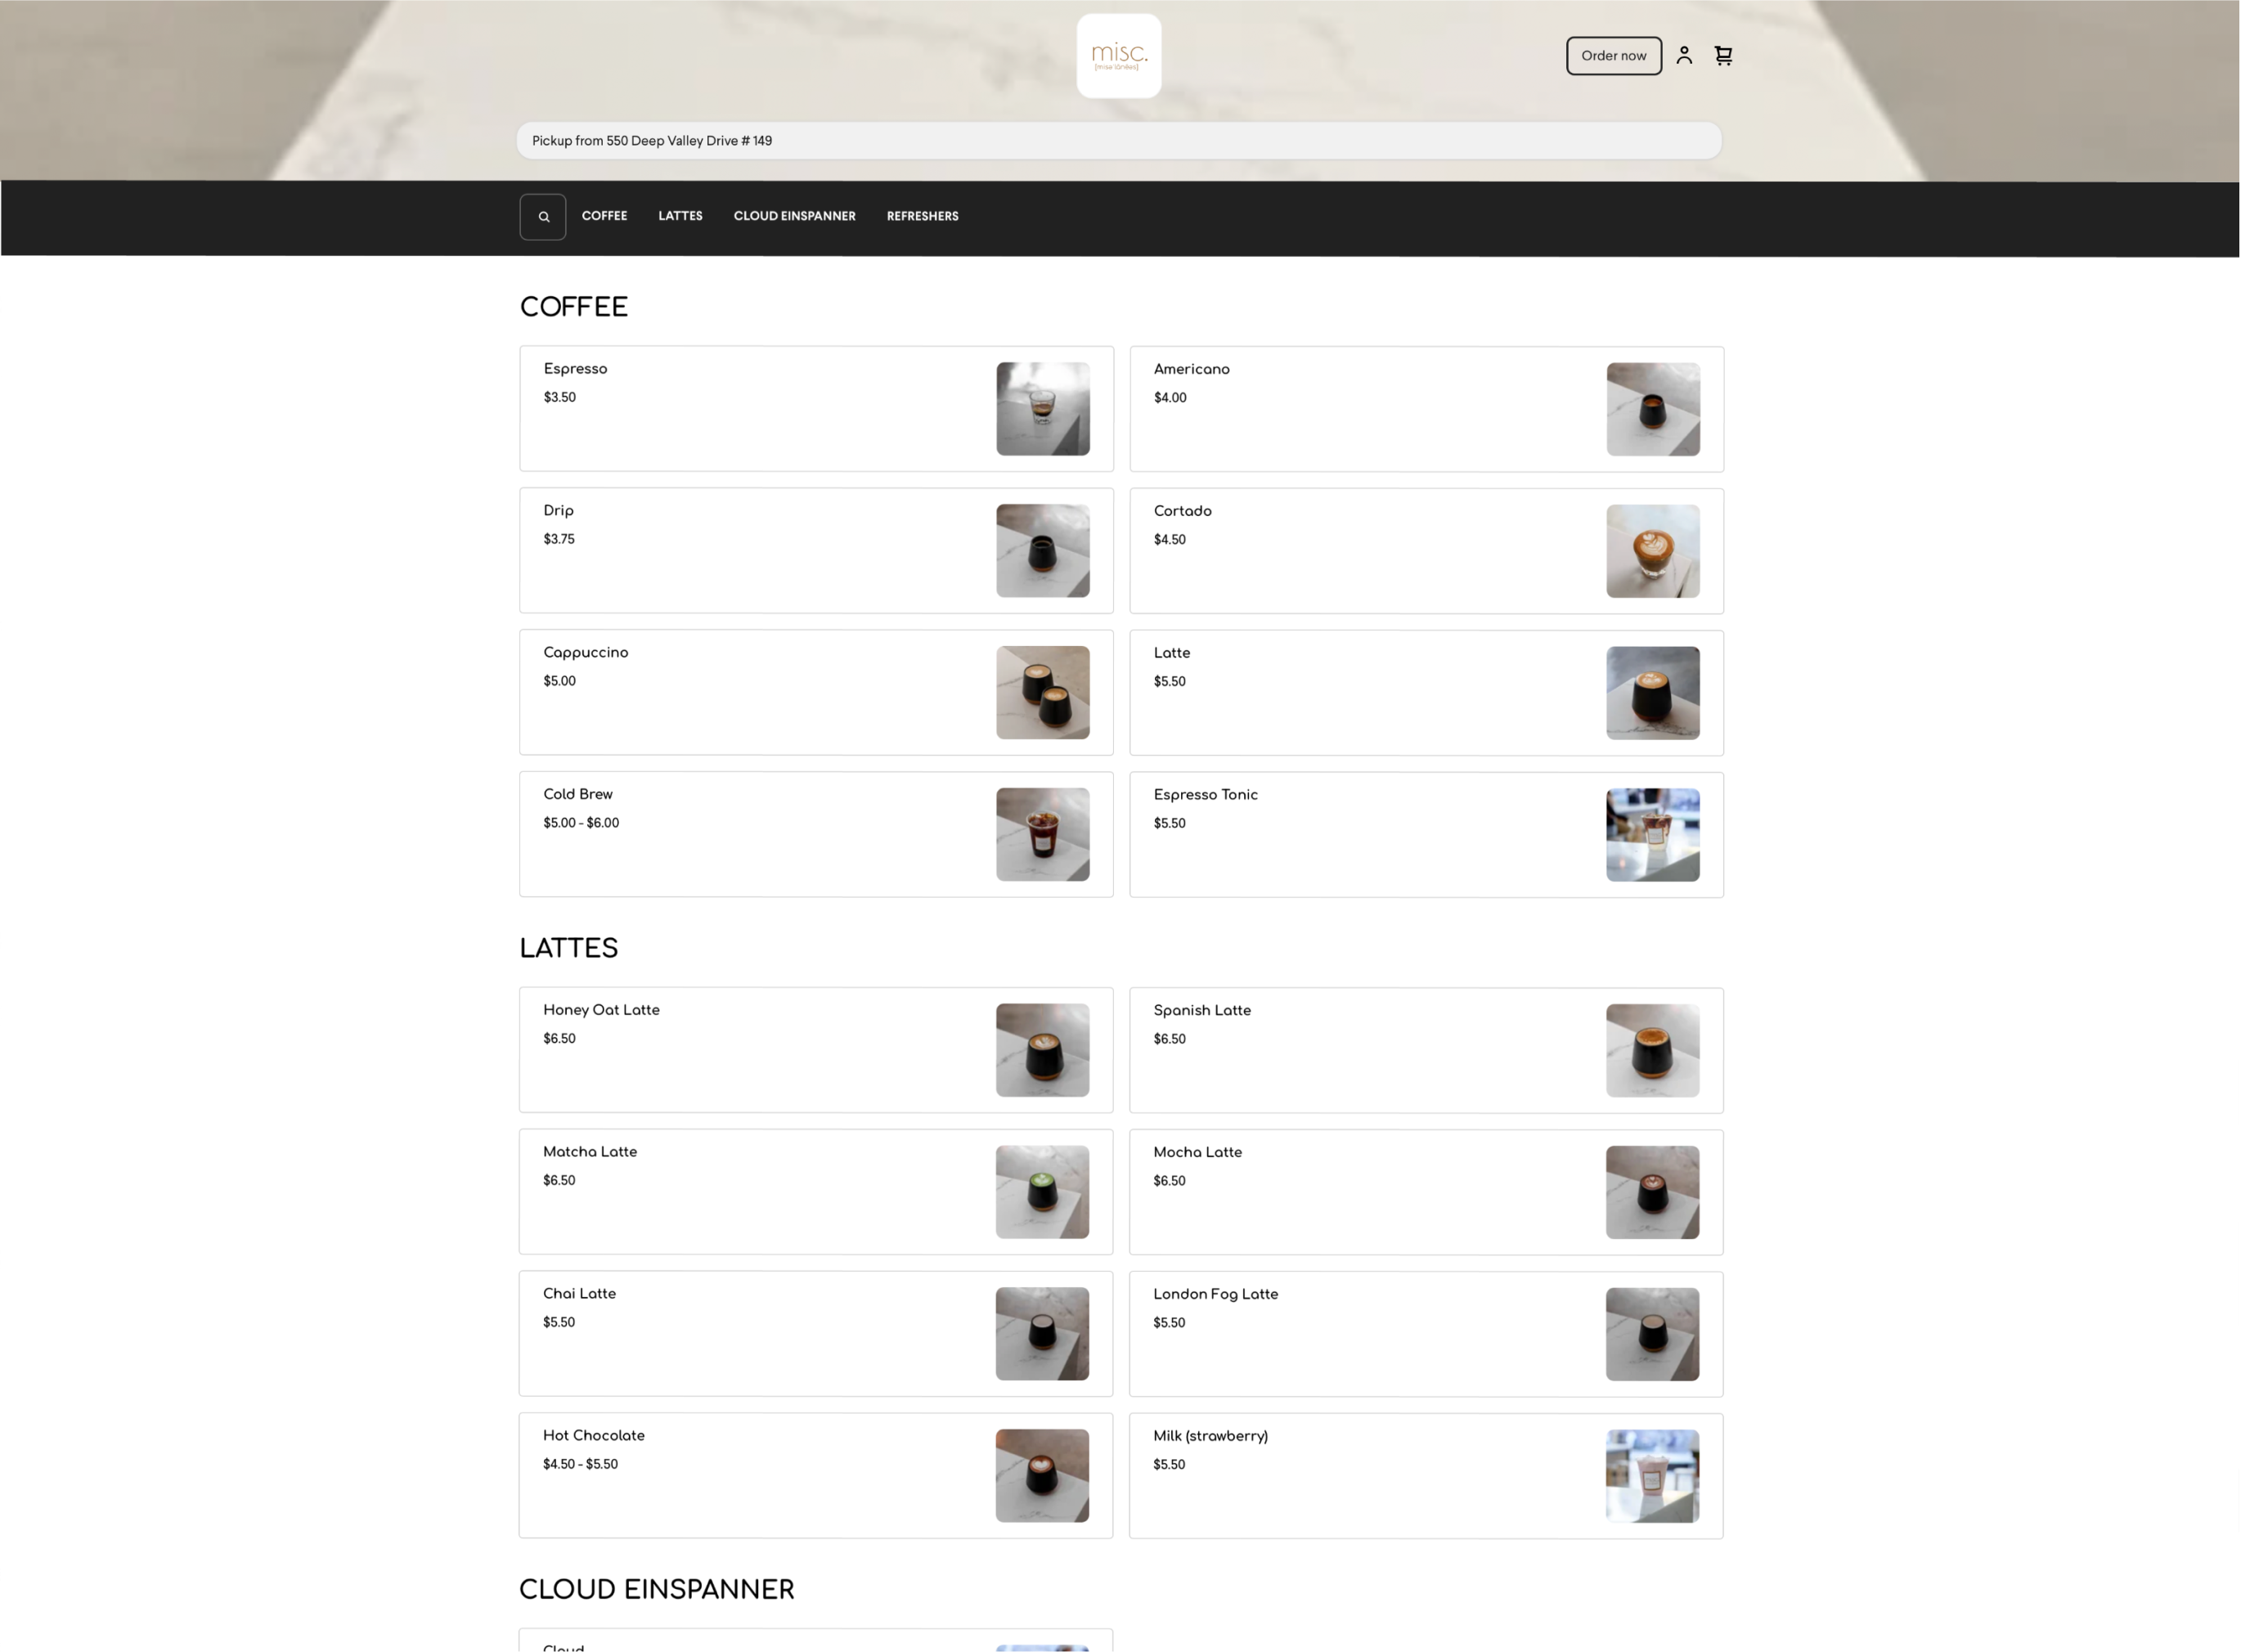 misc.
Order now
Pickup from 550 Deep Valley Drive # 149
COFFEE LATTES CLOUD EINSPANNER REFRESHERS
COFFEE
Espresso
$3.50
Americano
$4.00
Drip
$3.75
Cortado
$4.50
Cappuccino
$5.00
Latte
$5.50
Cold Brew
$5.00 - $6.00
Espresso Tonic
$5.50
LATTES
Honey Oat Latte
$6.50
Spanish Latte
$6.50
Matcha Latte
$6.50
Mocha Latte
$6.50
Chai Latte
$5.50
London Fog Latte
$5.50
Hot Chocolate
$4.50 - $5.50
Milk (strawberry)
$5.50
CLOUD EINSPANNER
Cloud